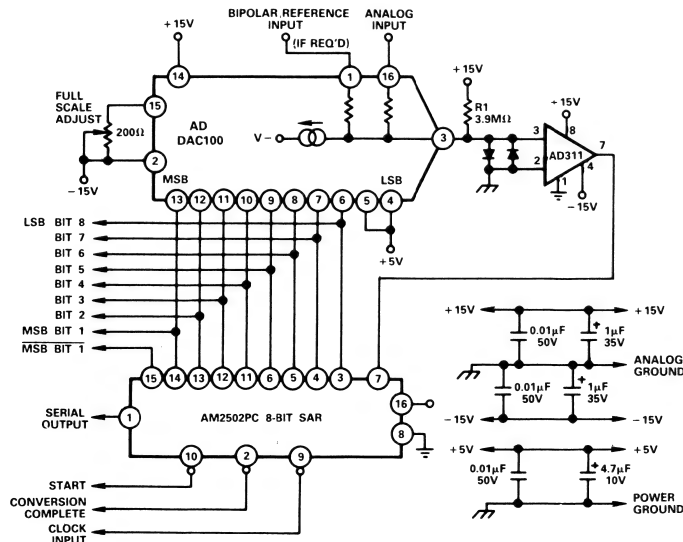 BIPOLAR REFERENCE
INPUT
(IF REQ'D)
ANALOG
INPUT
+15V
14
1
16
+15V
R1
3.9MΩ
FULL
SCALE
ADJUST
200Ω
15
AD
DAC100
V−
3
+15V
3
8
AD311
7
2
1
4
−15V
2
−15V
MSB
LSB
13
12
11
10
9
8
7
6
5
4
+5V
LSB BIT 8
BIT 7
BIT 6
BIT 5
BIT 4
BIT 3
BIT 2
MSB BIT 1
MSB BIT 1
15
14
13
12
11
6
5
4
3
7
SERIAL
OUTPUT
1
AM2502PC 8-BIT SAR
16
8
10
2
9
START
CONVERSION
COMPLETE
CLOCK
INPUT
+15V
+15V
0.01μF
50V
+
1μF
35V
ANALOG
GROUND
0.01μF
50V
+
1μF
35V
−15V
−15V
+5V
+5V
0.01μF
50V
+
4.7μF
10V
POWER
GROUND